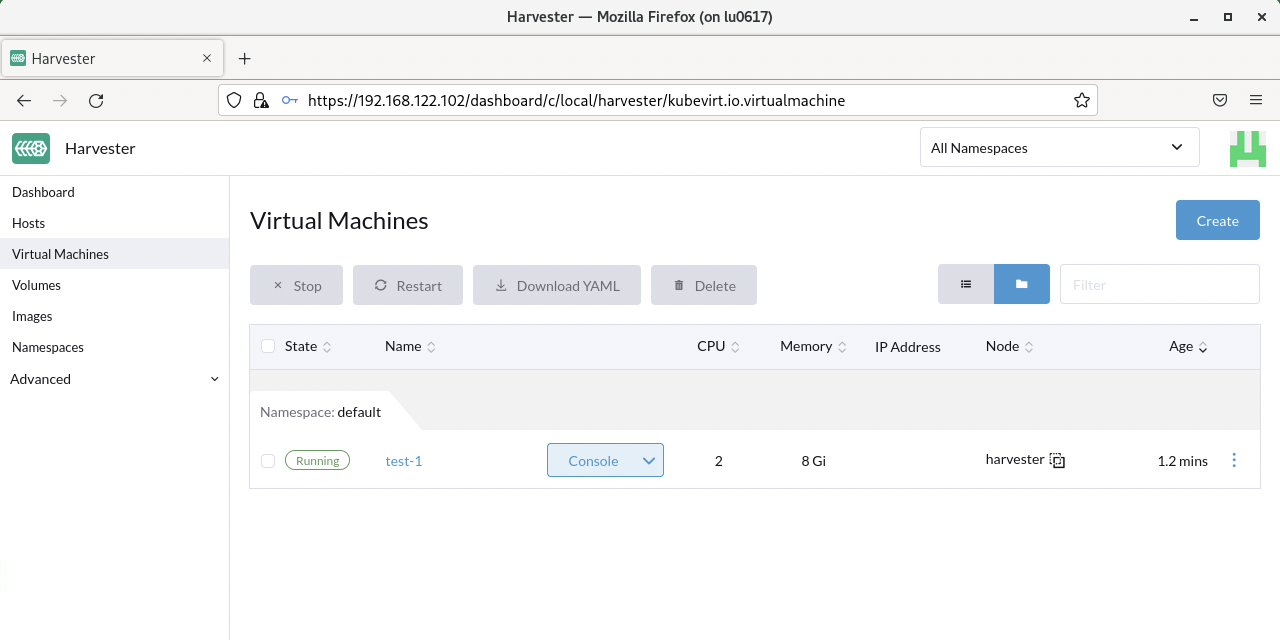 Harvester — Mozilla Firefox (on lu0617)
Harvester
https://192.168.122.102/dashboard/c/local/harvester/kubevirt.io.virtualmachine
Harvester
All Namespaces
Dashboard
Hosts
Virtual Machines
Volumes
Images
Namespaces
Advanced
Virtual Machines
Create
Stop
Restart
Download YAML
Delete
Filter
State Name CPU Memory IP Address Node Age
Namespace: default
Running test-1 Console 2 8 Gi harvester 1.2 mins